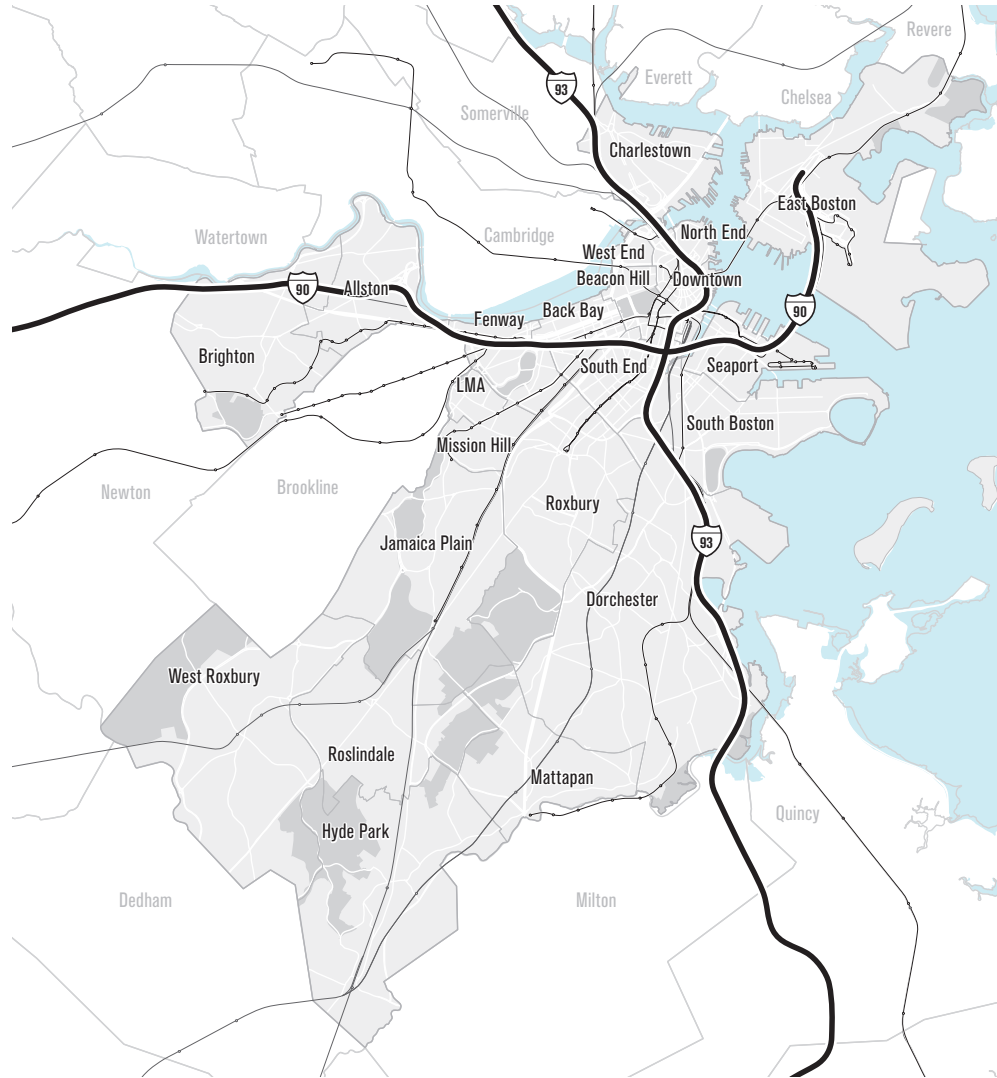 Revere
Everett
93
Chelsea
Somerville
Charlestown
East Boston
North End
Watertown
Cambridge
West End
Beacon Hill
Downtown
90
Allston
Back Bay
90
Fenway
Brighton
South End
Seaport
LMA
South Boston
Mission Hill
Newton
Brookline
Roxbury
Jamaica Plain
93
Dorchester
West Roxbury
Roslindale
Mattapan
Quincy
Hyde Park
Dedham
Milton